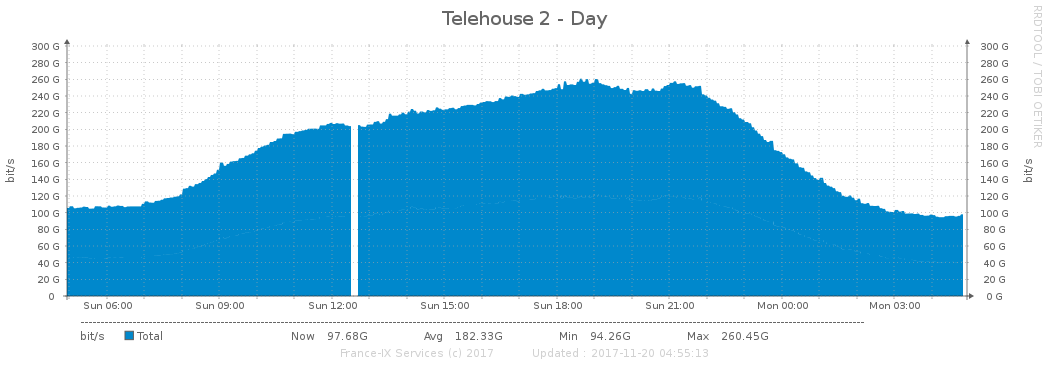 Telehouse 2 - Day
RRDTOOL / TOBI OETIKER
300 G 300 G
280 G 280 G
260 G 260 G
240 G 240 G
220 G 220 G
200 G 200 G
180 G 180 G
160 G 160 G
140 G 140 G
120 G 120 G
100 G 100 G
80 G 80 G
60 G 60 G
40 G 40 G
20 G 20 G
0 0 G
bit/s bit/s
Sun 06:00 Sun 09:00 Sun 12:00 Sun 15:00 Sun 18:00 Sun 21:00 Mon 00:00 Mon 03:00
bit/s Total Now 97.68G Avg 182.33G Min 94.26G Max 260.45G
France-IX Services (c) 2017 Updated : 2017-11-20 04:55:13